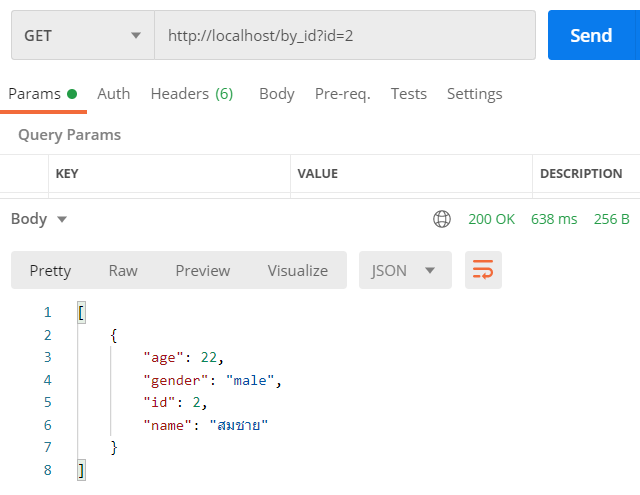 GET http://localhost/by_id?id=2 Send
Params Auth Headers (6) Body Pre-req. Tests Settings
Query Params
KEY VALUE DESCRIPTION
Body 200 OK 638 ms 256 B
Pretty Raw Preview Visualize JSON
1 [
2 {
3 "age": 22,
4 "gender": "male",
5 "id": 2,
6 "name": "สมชาย"
7 }
8 ]